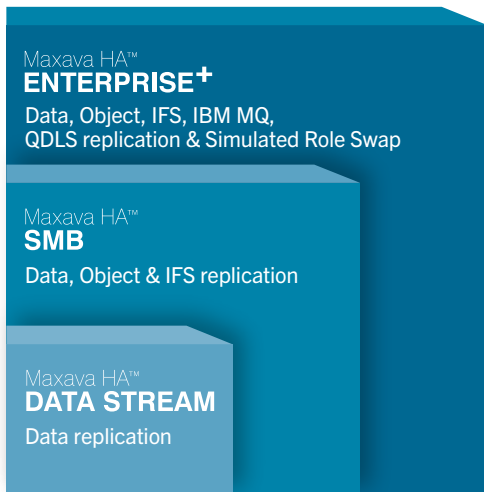 Maxava HA™
ENTERPRISE+
Data, Object, IFS, IBM MQ,
QDLS replication & Simulated Role Swap
Maxava HA™
SMB
Data, Object & IFS replication
Maxava HA™
DATA STREAM
Data replication